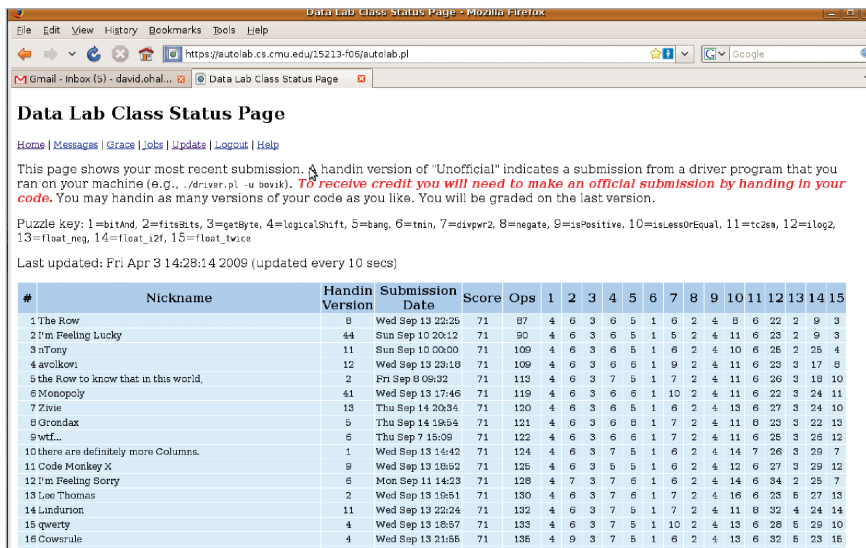 Data Lab Class Status Page - Mozilla Firefox
File Edit View History Bookmarks Tools Help
https://autolab.cs.cmu.edu/15213-f06/autolab.pl Google
Gmail - Inbox (5) - david.ohal... Data Lab Class Status Page
Data Lab Class Status Page
Home | Messages | Grace | Jobs | Update | Logout | Help
This page shows your most recent submission. A handin version of "Unofficial" indicates a submission from a driver program that you
ran on your machine (e.g., ./driver.pl -u bovik). To receive credit you will need to make an official submission by handing in your
code. You may handin as many versions of your code as you like. You will be graded on the last version.
Puzzle key: 1=bitAnd, 2=fitsBits, 3=getByte, 4=logicalShift, 5=bang, 6=tmin, 7=divpwr2, 8=negate, 9=isPositive, 10=isLessOrEqual, 11=tc2sm, 12=ilog2,
13=float_neg, 14=float_i2f, 15=float_twice
Last updated: Fri Apr 3 14:28:14 2009 (updated every 10 secs)
# Nickname Handin Version Submission Date Score Ops 1 2 3 4 5 6 7 8 9 10 11 12 13 14 15
1 The Row 8 Wed Sep 13 22:25 71 87 4 6 3 6 5 1 6 2 4 8 6 22 2 9 3
2 I'm Feeling Lucky 44 Sun Sep 10 20:12 71 90 4 6 3 6 5 1 5 2 4 11 6 23 2 9 3
3 nTony 11 Sun Sep 10 00:00 71 109 4 6 3 6 5 1 6 2 4 10 6 25 2 25 4
4 avolkovi 12 Wed Sep 13 23:18 71 109 4 6 3 6 6 1 9 2 4 11 6 23 3 17 8
5 the Row to know that in this world, 2 Fri Sep 8 09:32 71 113 4 6 3 7 5 1 7 2 4 11 6 26 3 18 10
6 Monopoly 41 Wed Sep 13 17:46 71 119 4 6 3 6 6 1 10 2 4 11 6 22 3 24 11
7 Zivie 13 Thu Sep 14 20:34 71 120 4 6 3 6 5 1 6 2 4 13 6 27 3 24 10
8 Grondax 5 Thu Sep 14 19:54 71 121 4 6 3 6 8 1 7 2 4 11 8 23 3 22 13
9 wtf... 6 Thu Sep 7 15:09 71 122 4 6 3 6 6 1 7 2 4 11 6 25 3 26 12
10 there are definitely more Columns. 1 Wed Sep 13 14:42 71 124 4 6 3 7 5 1 6 2 4 14 7 26 3 29 7
11 Code Monkey X 9 Wed Sep 13 18:52 71 125 4 6 3 5 5 1 6 2 4 12 6 27 3 29 12
12 I'm Feeling Sorry 6 Mon Sep 11 14:23 71 128 4 7 3 7 6 1 6 2 4 14 6 34 2 25 7
13 Lee Thomas 2 Wed Sep 13 19:51 71 130 4 6 3 7 6 1 7 2 4 16 6 23 5 27 13
14 Lindurion 11 Wed Sep 13 22:24 71 132 4 6 3 7 5 1 7 2 4 11 8 32 4 24 14
15 qwerty 4 Wed Sep 13 18:57 71 133 4 6 3 7 5 1 10 2 4 13 6 28 5 29 10
16 Cowsrule 4 Wed Sep 13 21:55 71 135 4 9 3 7 5 1 6 2 4 13 6 32 5 23 15